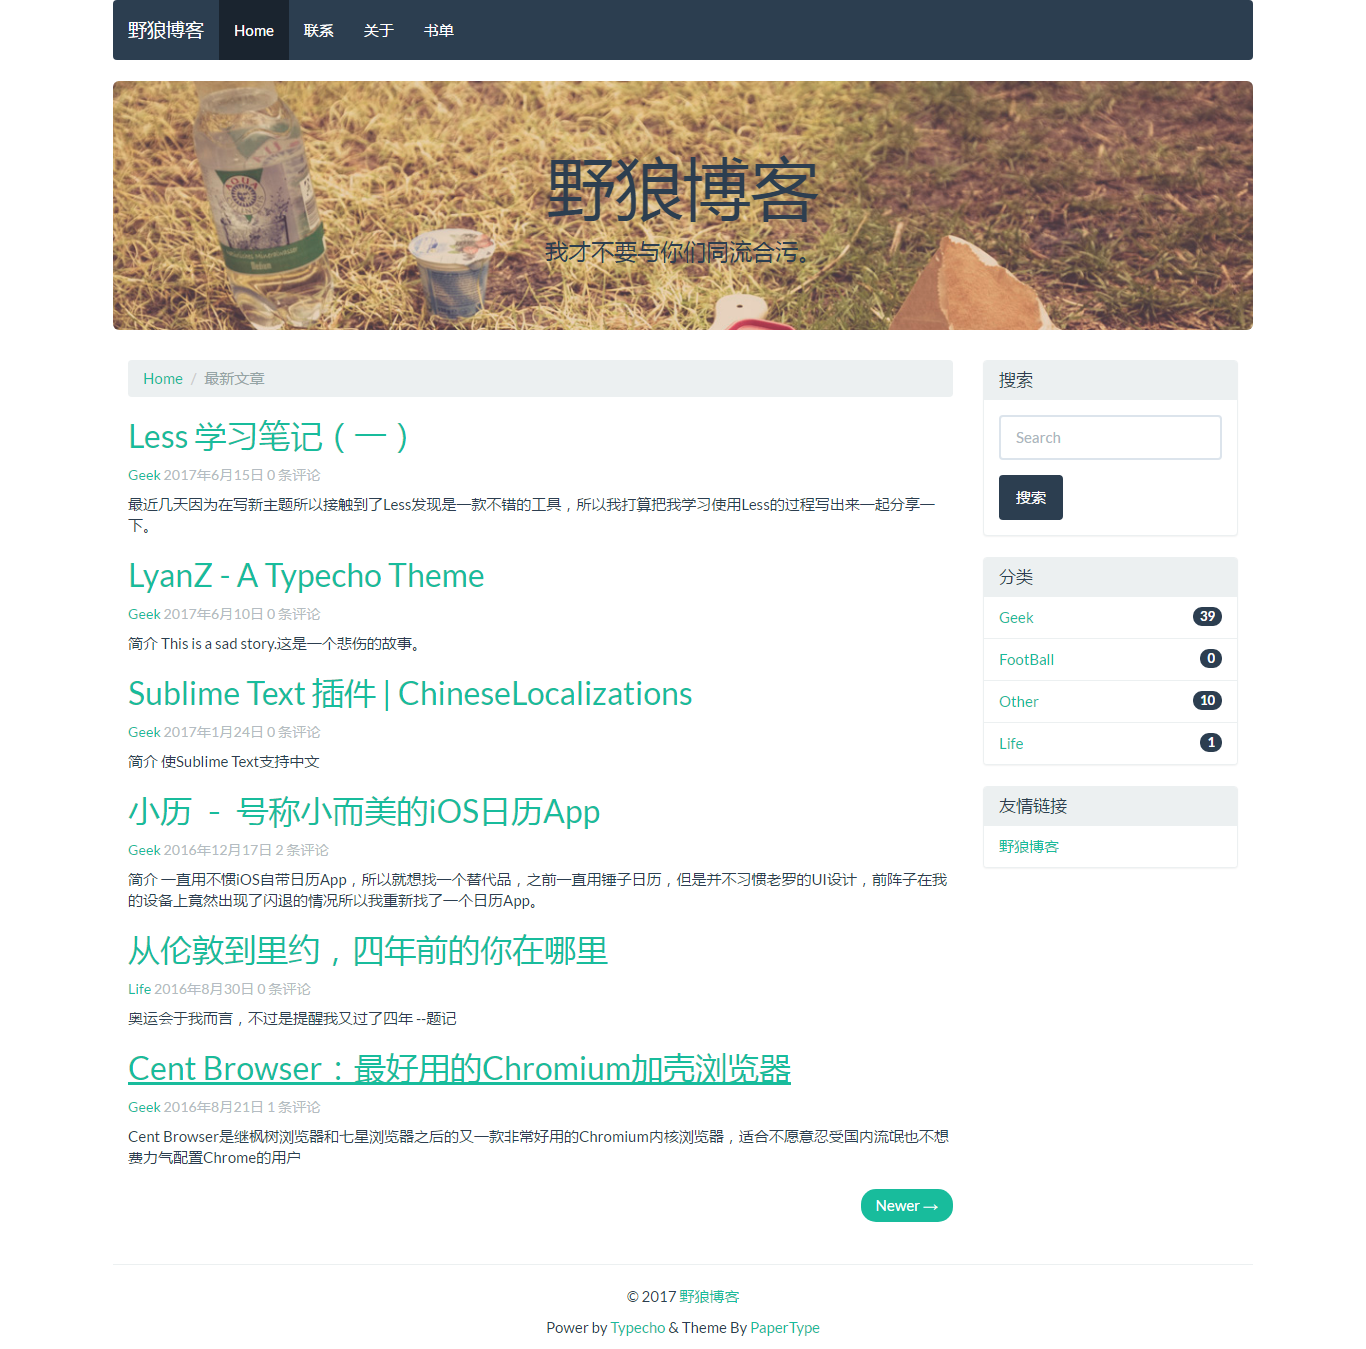 野狼博客 Home 联系 关于 书单
野狼博客
我才不要与你们同流合污。
Home / 最新文章
Less 学习笔记（一）
Geek 2017年6月15日 0 条评论
最近几天因为在写新主题所以接触到了Less发现是一款不错的工具，所以我打算把我学习使用Less的过程写出来一起分享一
下。
LyanZ - A Typecho Theme
Geek 2017年6月10日 0 条评论
简介 This is a sad story.这是一个悲伤的故事。
Sublime Text 插件 | ChineseLocalizations
Geek 2017年1月24日 0 条评论
简介 使Sublime Text支持中文
小历 － 号称小而美的iOS日历App
Geek 2016年12月17日 2 条评论
简介 一直用不惯iOS自带日历App，所以就想找一个替代品，之前一直用锤子日历，但是并不习惯老罗的UI设计，前阵子在我
的设备上竟然出现了闪退的情况所以我重新找了一个日历App。
从伦敦到里约，四年前的你在哪里
Life 2016年8月30日 0 条评论
奥运会于我而言，不过是提醒我又过了四年 --题记
Cent Browser：最好用的Chromium加壳浏览器
Geek 2016年8月21日 1 条评论
Cent Browser是继枫树浏览器和七星浏览器之后的又一款非常好用的Chromium内核浏览器，适合不愿意忍受国内流氓也不想
费力气配置Chrome的用户
Newer →
搜索
Search
搜索
分类
Geek 39
FootBall 0
Other 10
Life 1
友情链接
野狼博客
© 2017 野狼博客
Power by Typecho & Theme By PaperType